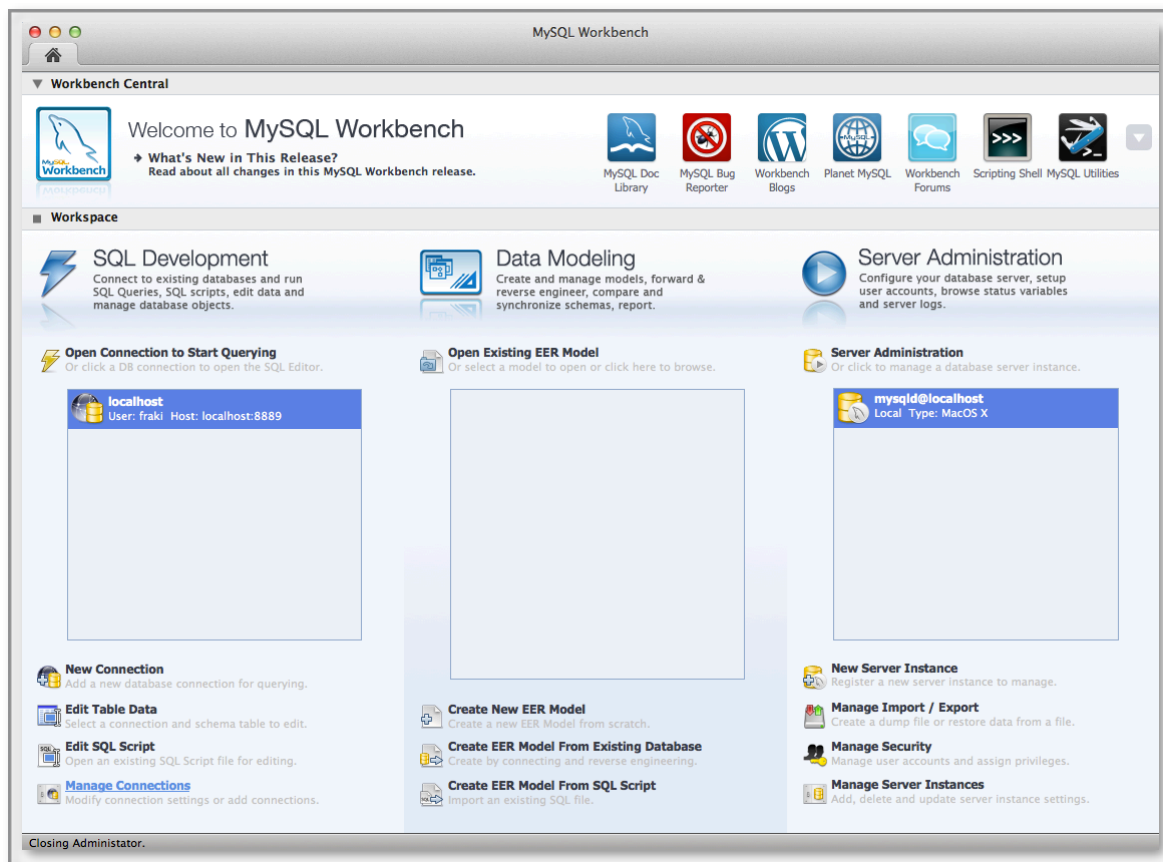 MySQL Workbench
Workbench Central
MySQL
Workbench
Welcome to MySQL Workbench
What's New in This Release?
Read about all changes in this MySQL Workbench release.
MySQL Doc
Library
MySQL Bug
Reporter
Workbench
Blogs
MySQL
Planet MySQL
Workbench
Forums
>>>
Scripting Shell
MySQL Utilities
Workspace
SQL Development
Connect to existing databases and run
SQL Queries, SQL scripts, edit data and
manage database objects.
Data Modeling
Create and manage models, forward &
reverse engineer, compare and
synchronize schemas, report.
Server Administration
Configure your database server, setup
user accounts, browse status variables
and server logs.
Open Connection to Start Querying
Or click a DB connection to open the SQL Editor.
localhost
User: fraki Host: localhost:8889
New Connection
Add a new database connection for querying.
Edit Table Data
Select a connection and schema table to edit.
SQL
Edit SQL Script
Open an existing SQL Script file for editing.
Manage Connections
Modify connection settings or add connections.
Open Existing EER Model
Or select a model to open or click here to browse.
Create New EER Model
Create a new EER Model from scratch.
Create EER Model From Existing Database
Create by connecting and reverse engineering.
Create EER Model From SQL Script
Import an existing SQL file.
Server Administration
Or click to manage a database server instance.
mysqld@localhost
Local Type: MacOS X
New Server Instance
Register a new server instance to manage.
Manage Import / Export
Create a dump file or restore data from a file.
Manage Security
Manage user accounts and assign privileges.
Manage Server Instances
Add, delete and update server instance settings.
Closing Administator.